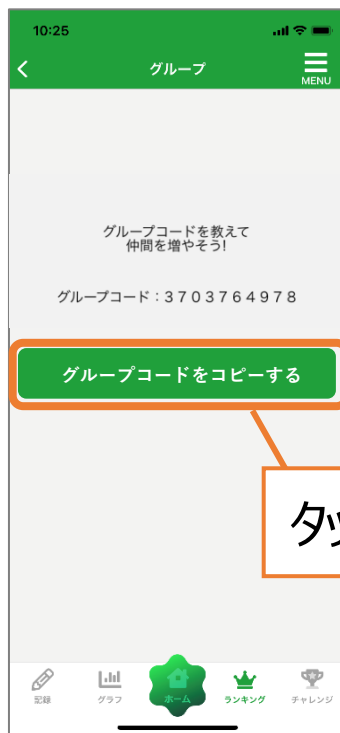 10:25
グループ
MENU
グループコードを教えて
仲間を増やそう!
グループコード：3703764978
グループコードをコピーする
タッ
記録
グラフ
ホーム
ランキング
チャレンジ